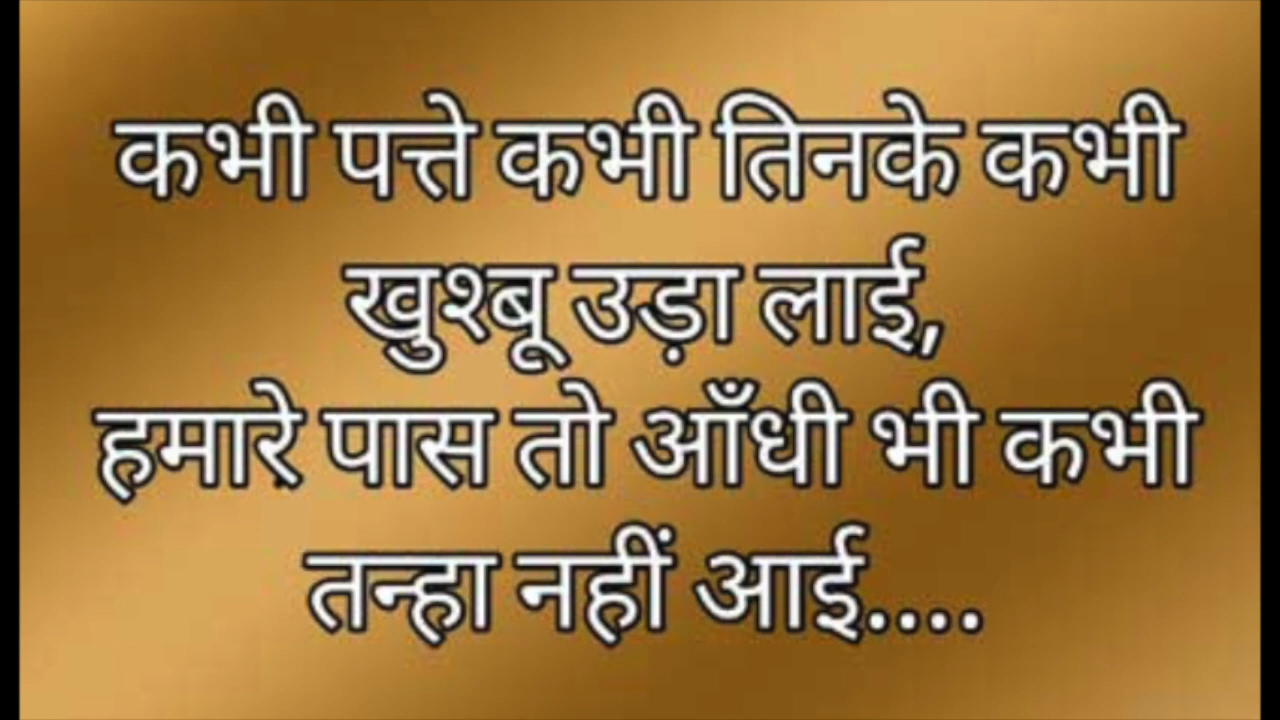 कभी पत्ते कभी तिनके कभी
खुश्बू उड़ा लाई,
हमारे पास तो आँधी भी कभी
तन्हा नहीं आई....